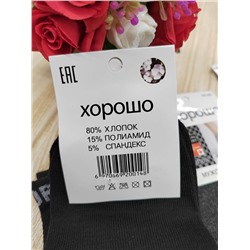 EAC
хорошо
80% ХЛОПОК
15% ПОЛИАМИД
5% СПАНДЕКС